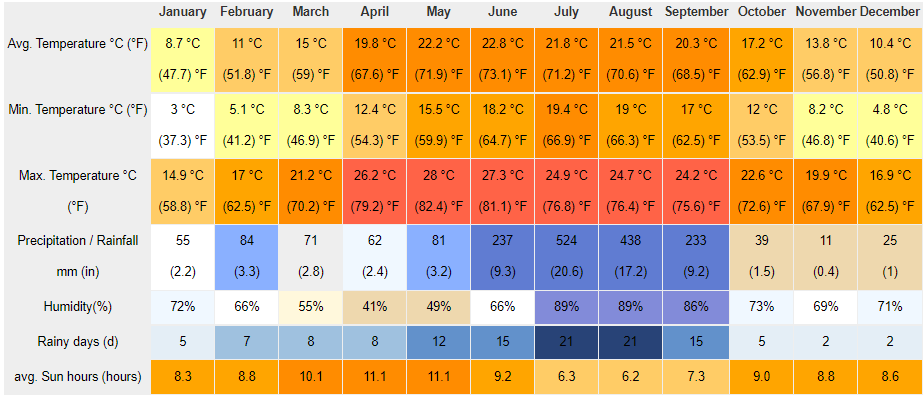 January February March April May June July August September October November December
Avg. Temperature °C (°F) 8.7 °C 11 °C 15 °C 19.8 °C 22.2 °C 22.8 °C 21.8 °C 21.5 °C 20.3 °C 17.2 °C 13.8 °C 10.4 °C
(47.7) °F (51.8) °F (59) °F (67.6) °F (71.9) °F (73.1) °F (71.2) °F (70.6) °F (68.5) °F (62.9) °F (56.8) °F (50.8) °F
Min. Temperature °C (°F) 3 °C 5.1 °C 8.3 °C 12.4 °C 15.5 °C 18.2 °C 19.4 °C 19 °C 17 °C 12 °C 8.2 °C 4.8 °C
(37.3) °F (41.2) °F (46.9) °F (54.3) °F (59.9) °F (64.7) °F (66.9) °F (66.3) °F (62.5) °F (53.5) °F (46.8) °F (40.6) °F
Max. Temperature °C 14.9 °C 17 °C 21.2 °C 26.2 °C 28 °C 27.3 °C 24.9 °C 24.7 °C 24.2 °C 22.6 °C 19.9 °C 16.9 °C
(°F) (58.8) °F (62.5) °F (70.2) °F (79.2) °F (82.4) °F (81.1) °F (76.8) °F (76.4) °F (75.6) °F (72.6) °F (67.9) °F (62.5) °F
Precipitation / Rainfall 55 84 71 62 81 237 524 438 233 39 11 25
mm (in) (2.2) (3.3) (2.8) (2.4) (3.2) (9.3) (20.6) (17.2) (9.2) (1.5) (0.4) (1)
Humidity(%) 72% 66% 55% 41% 49% 66% 89% 89% 86% 73% 69% 71%
Rainy days (d) 5 7 8 8 12 15 21 21 15 5 2 2
avg. Sun hours (hours) 8.3 8.8 10.1 11.1 11.1 9.2 6.3 6.2 7.3 9.0 8.8 8.6